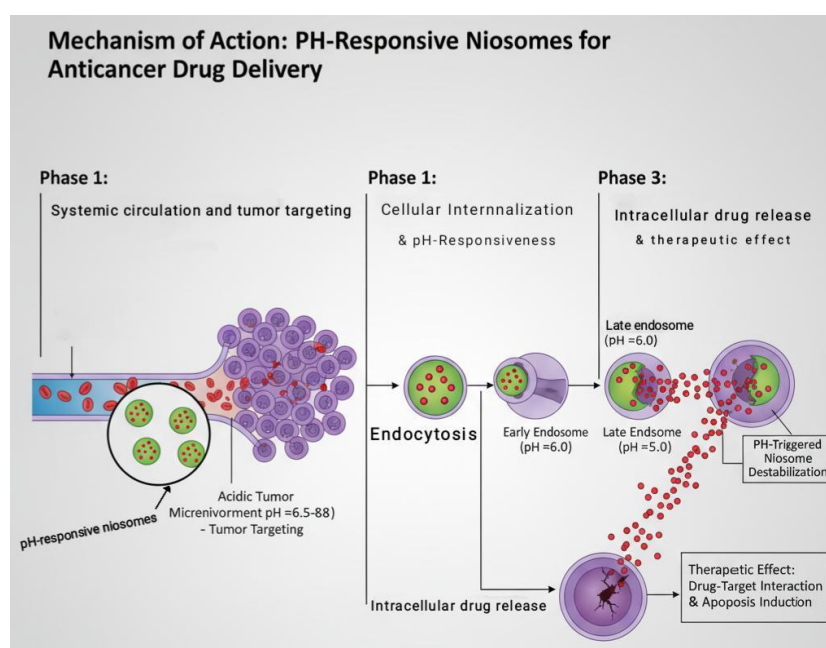 Mechanism of Action: PH-Responsive Niosomes for
Anticancer Drug Delivery
Phase 1:
Systemic circulation and tumor targeting
pH-responsive niosomes
Acidic Tumor
Micrenivorment pH =6.5-88)
- Tumor Targeting
Phase 1:
Cellular Internnalization
& pH-Responsiveness
Endocytosis
Early Endosome
(pH =6.0)
Intracellular drug release
Phase 3:
Intracellular drug release
& therapeutic effect
Late endosome
(pH =6.0)
Late Endsome
(pH =5.0)
PH-Triggered
Niosome
Destabilization
Therapetic Effect:
Drug-Target Interaction
& Apoposis Induction